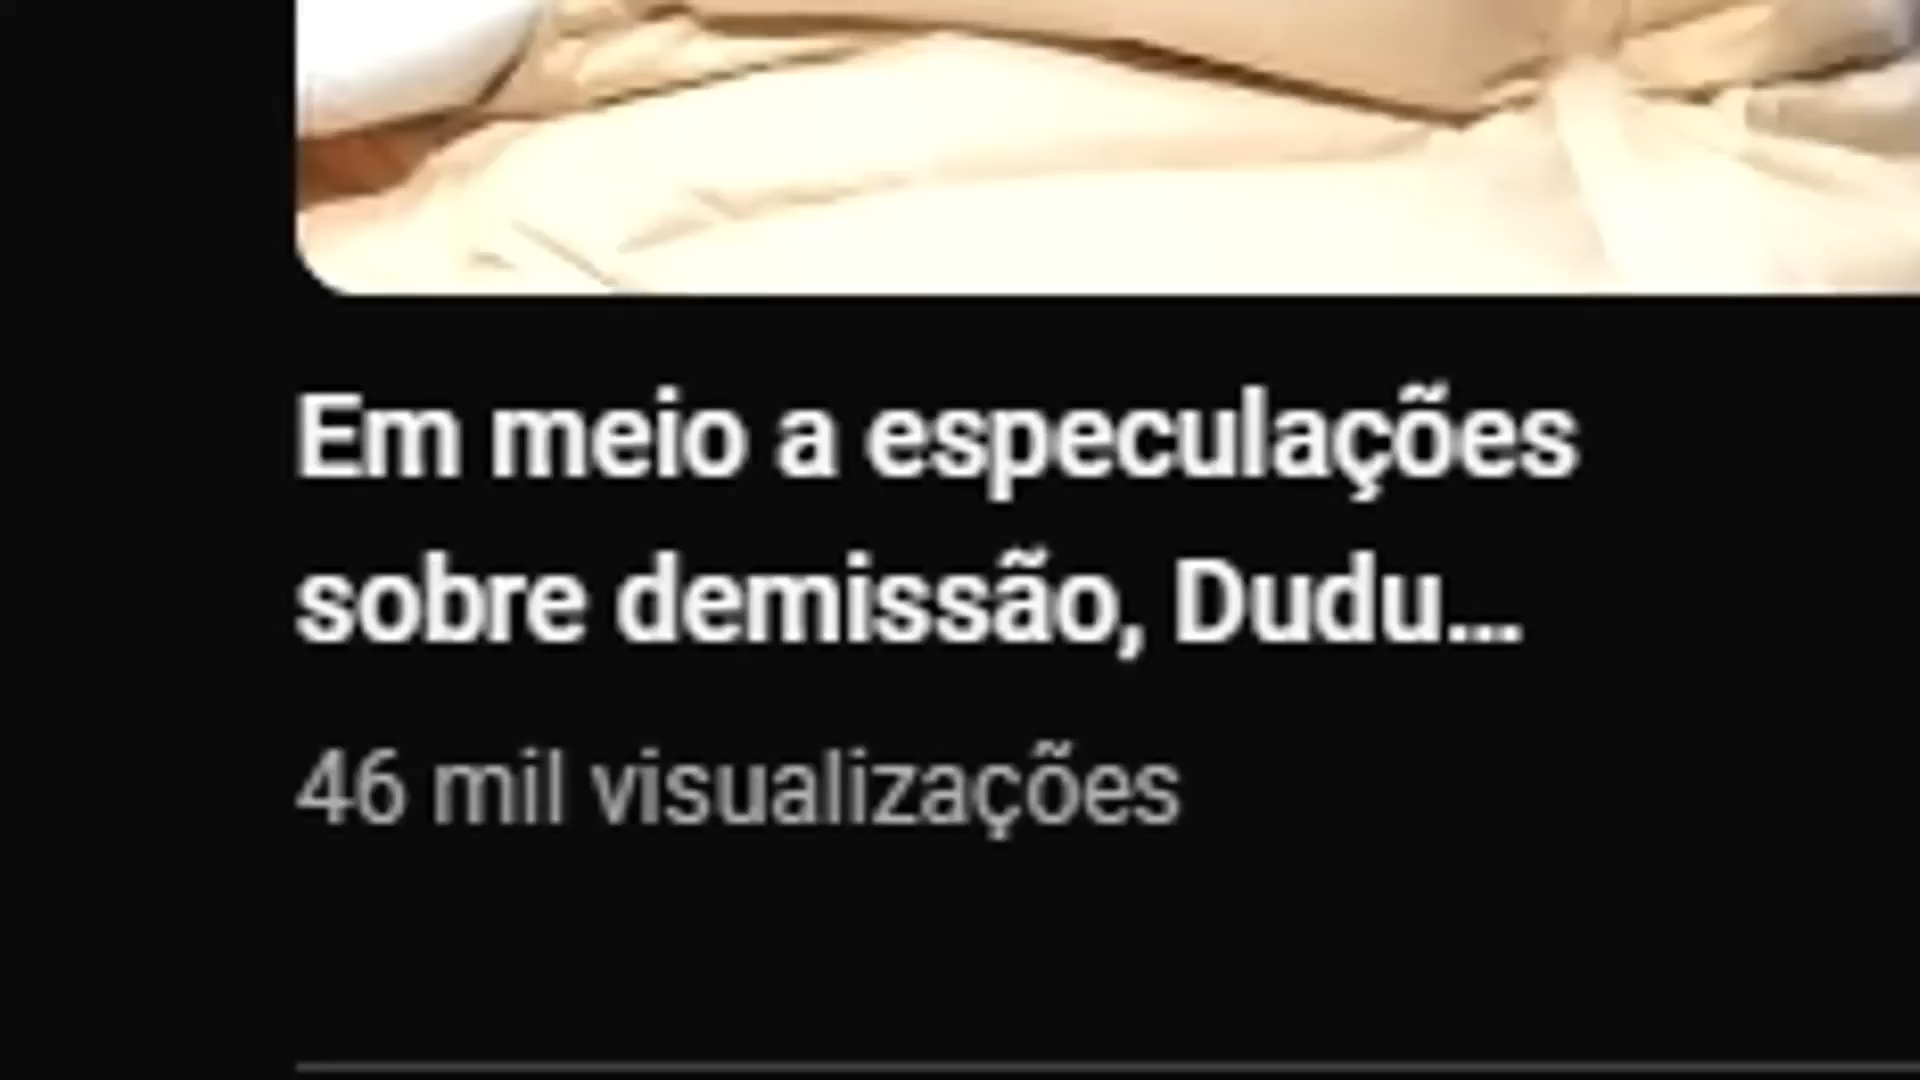 Em meio a especulações
sobre demissão, Dudu...
46 mil visualizações